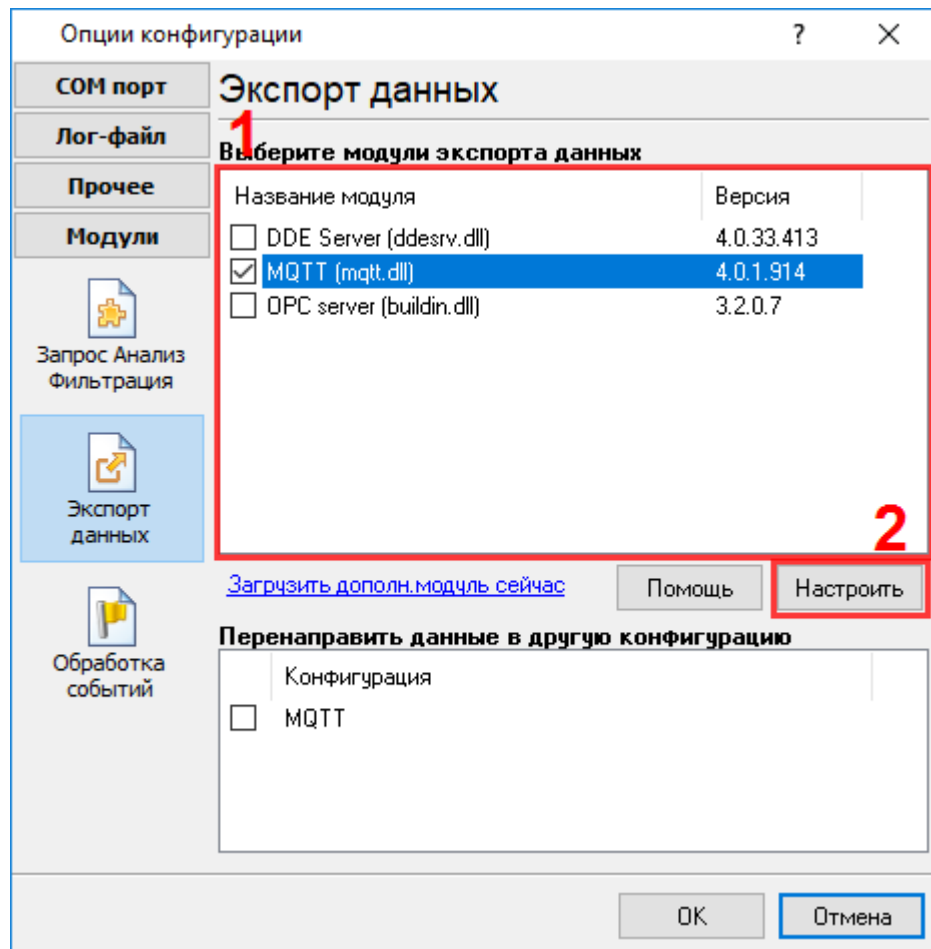 Опции конфигурации
?
COM порт
Лог-файл
Прочее
Модули
Запрос Анализ
Фильтрация
Экспорт
данных
Обработка
событий
Экспорт данных
1
Выберите модули экспорта данных
Название модуля Версия
DDE Server (ddesrv.dll) 4.0.33.413
MQTT (mqtt.dll) 4.0.1.914
OPC server (buildin.dll) 3.2.0.7
2
Загрузить дополн.модуль сейчас Помощь Настроить
Перенаправить данные в другую конфигурацию
Конфигурация
MQTT
OK Отмена